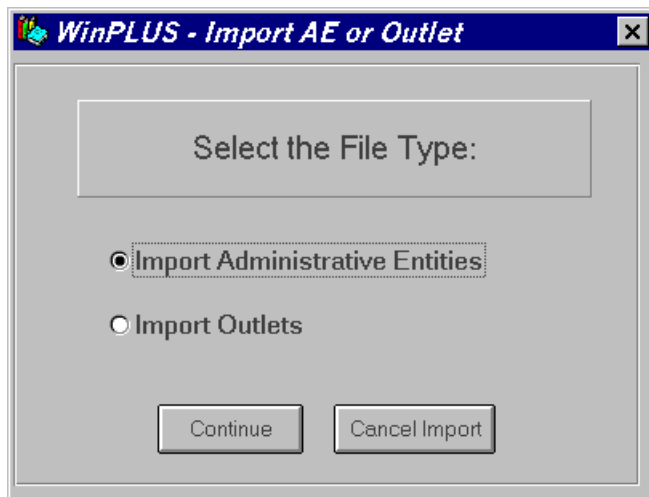 WinPLUS - Import AE or Outlet
Select the File Type:
Import Administrative Entities
Import Outlets
Continue Cancel Import